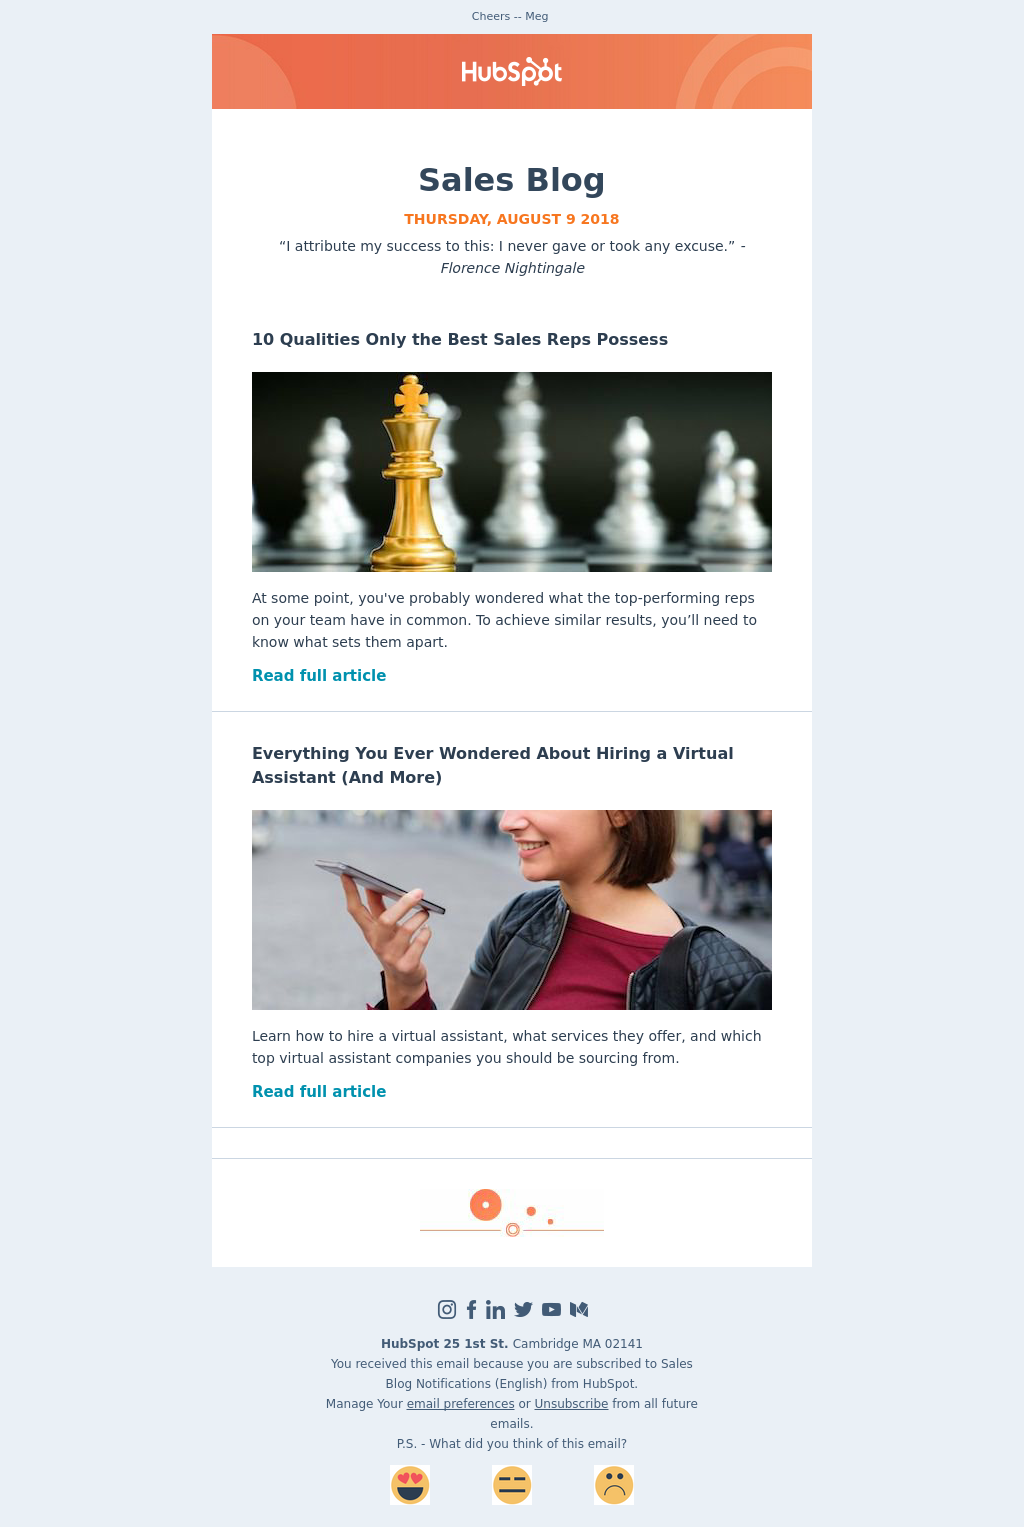 Cheers -- Meg
HubSpot
Sales Blog
THURSDAY, AUGUST 9 2018
“I attribute my success to this: I never gave or took any excuse.” -
Florence Nightingale
10 Qualities Only the Best Sales Reps Possess
At some point, you've probably wondered what the top-performing reps
on your team have in common. To achieve similar results, you’ll need to
know what sets them apart.
Read full article
Everything You Ever Wondered About Hiring a Virtual
Assistant (And More)
Learn how to hire a virtual assistant, what services they offer, and which
top virtual assistant companies you should be sourcing from.
Read full article
HubSpot 25 1st St. Cambridge MA 02141
You received this email because you are subscribed to Sales
Blog Notifications (English) from HubSpot.
Manage Your email preferences or Unsubscribe from all future
emails.
P.S. - What did you think of this email?